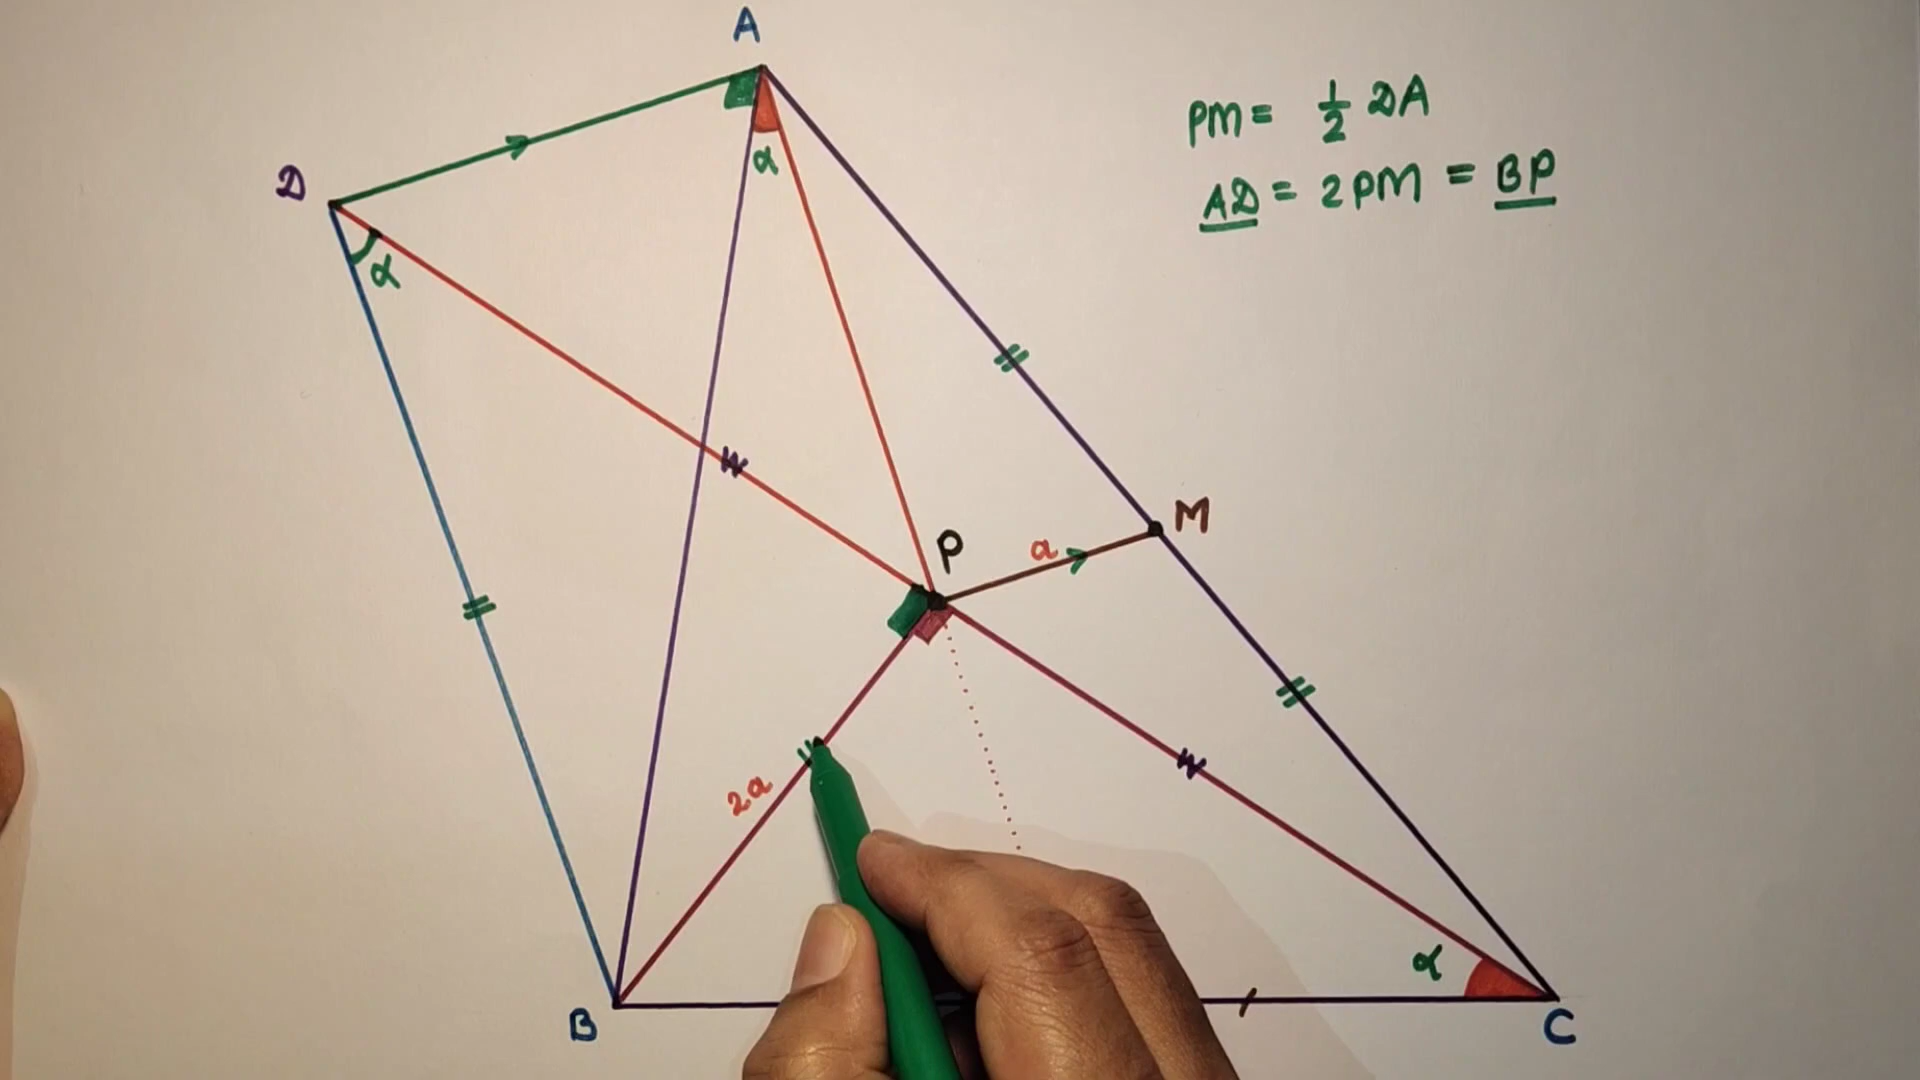 A
PM = 1/2 DA
D
α
AD = 2PM = BP
α
M
P
a
2a
α
B
C